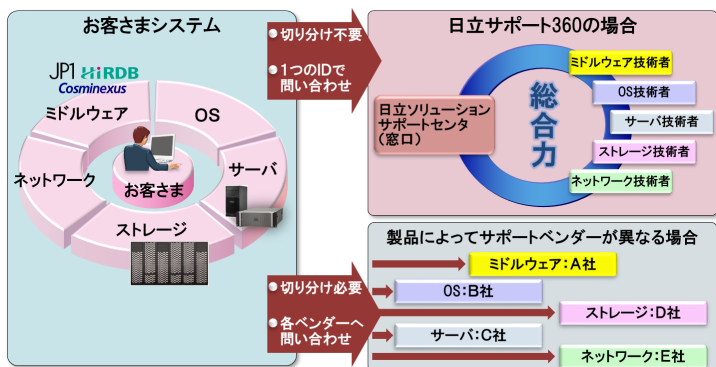 お客さまシステム
JP1 HiRDB
Cosminexus
ミドルウェア
OS
ネットワーク
サーバ
お客さま
ストレージ
切り分け不要
1つのIDで
問い合わせ
日立サポート360の場合
日立ソリューション
サポートセンタ
(窓口)
総合力
ミドルウェア技術者
OS技術者
サーバ技術者
ストレージ技術者
ネットワーク技術者
切り分け必要
各ベンダーへ
問い合わせ
製品によってサポートベンダーが異なる場合
ミドルウェア:A社
OS:B社
ストレージ:D社
サーバ:C社
ネットワーク:E社